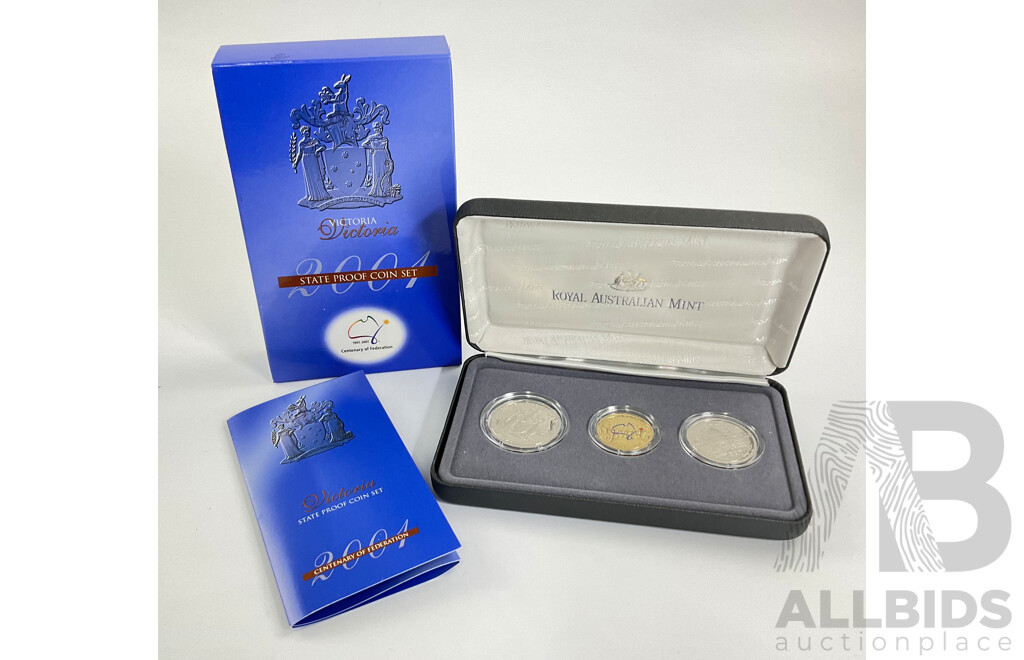 VICTORIA
Victoria
2001
STATE PROOF COIN SET
1901-2001
Centenary of Federation
ROYAL AUSTRALIAN MINT
Victoria
STATE PROOF COIN SET
2001
CENTENARY OF FEDERATION
AB
ALLBIDS
auctionplace